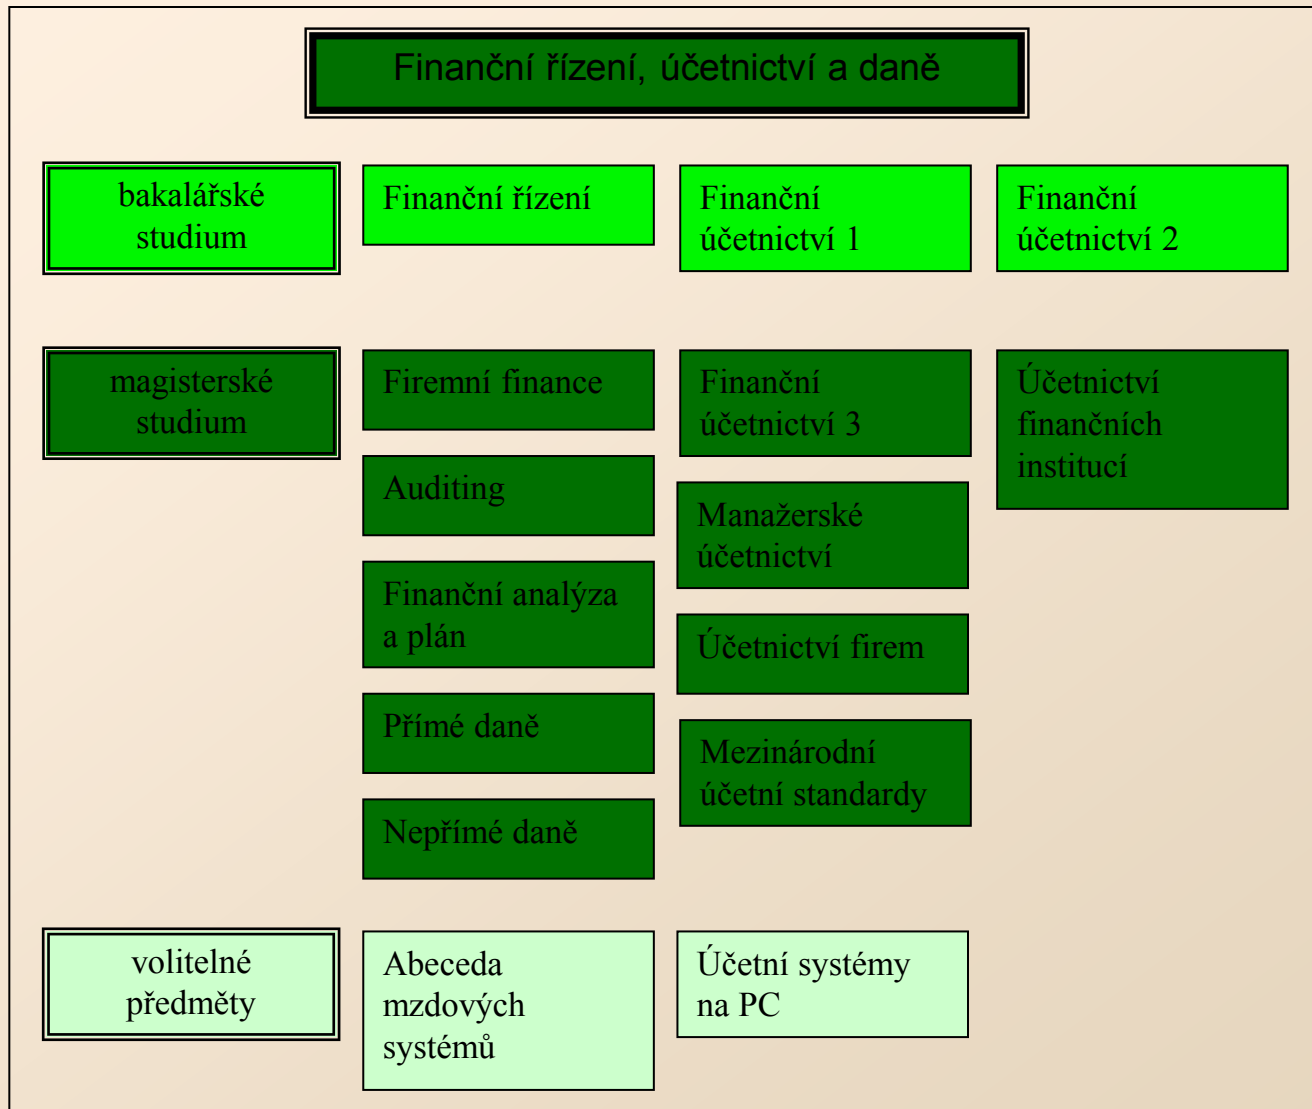 Finanční řízení, účetnictví a daně
bakalářské
studium
Finanční řízení
Finanční
účetnictví 1
Finanční
účetnictví 2
magisterské
studium
Firemní finance
Auditing
Finanční analýza
a plán
Přímé daně
Nepřímé daně
Finanční
účetnictví 3
Manažerské
účetnictví
Účetnictví firem
Mezinárodní
účetní standardy
Účetnictví
finančních
institucí
volitelné
předměty
Abeceda
mzdových
systémů
Účetní systémy
na PC